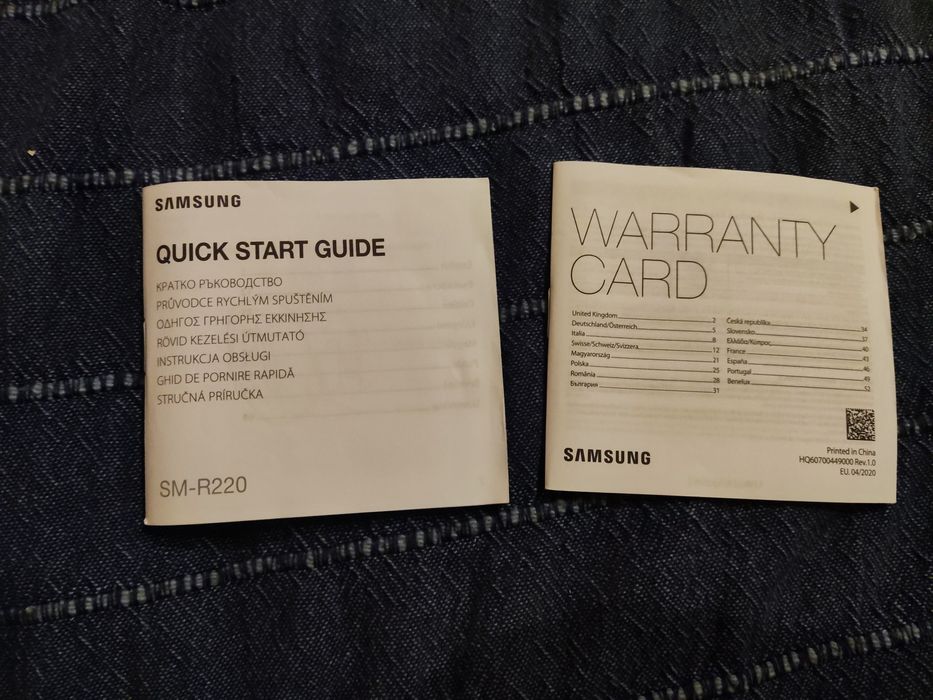 SAMSUNG
QUICK START GUIDE
КРАТКО РЪКОВОДСТВО
PRŮVODCE RYCHLÝM SPUŠTĚNÍM
ΟΔΗΓΟΣ ΓΡΗΓΟΡΗΣ ΕΚΚΙΝΗΣΗΣ
RÖVID KEZELÉSI ÚTMUTATÓ
INSTRUKCJA OBSŁUGI
GHID DE PORNIRE RAPIDĂ
STRUČNÁ PRÍRUČKA
SM-R220
WARRANTY
CARD
United Kingdom 2
Deutschland/Österreich 5
Italia 8
Swisse/Schweiz/Svizzera 12
Magyarország 21
Polska 25
România 28
България 31
Česká republika 34
Slovensko 37
Ελλάδα/Κύπρος 40
France 43
España 46
Portugal 49
Benelux 52
SAMSUNG
Printed in China
HQ60700449000 Rev.1.0
EU. 04/2020